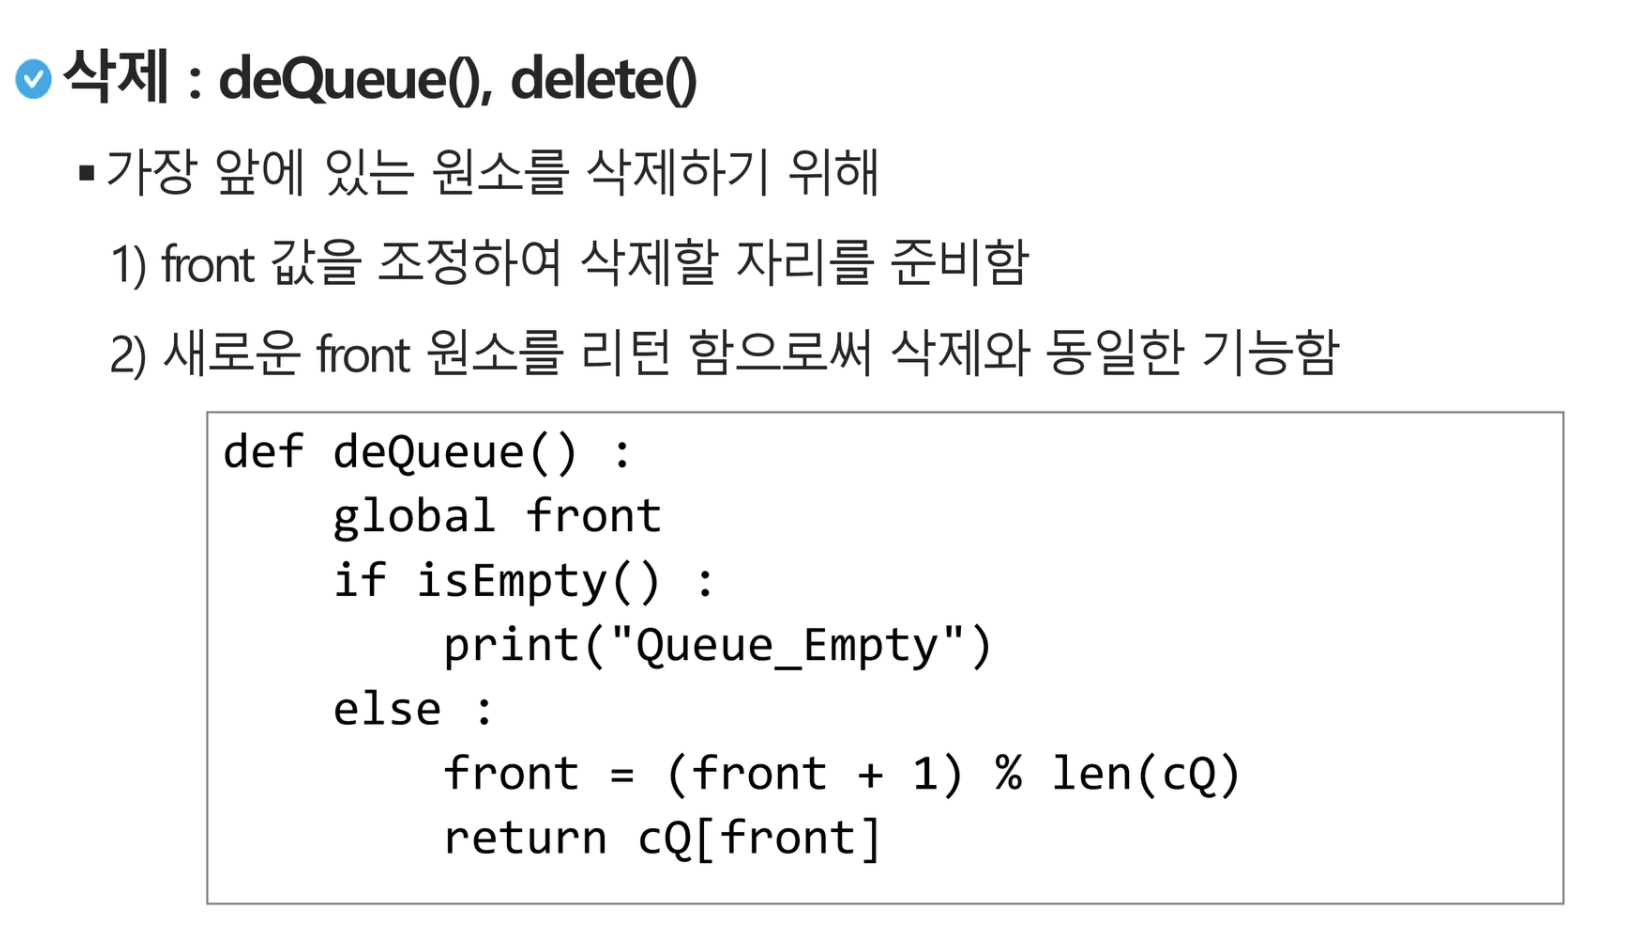 삭제 : deQueue(), delete()
▪ 가장 앞에 있는 원소를 삭제하기 위해
1) front 값을 조정하여 삭제할 자리를 준비함
2) 새로운 front 원소를 리턴 함으로써 삭제와 동일한 기능함
def deQueue() :
    global front
    if isEmpty() :
        print("Queue_Empty")
    else :
        front = (front + 1) % len(cQ)
        return cQ[front]